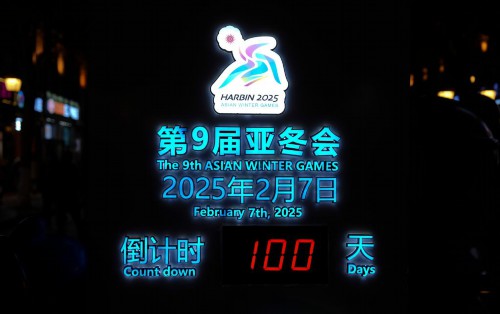 HARBIN 2025
ASIAN WINTER GAMES
第9届亚冬会
The 9th ASIAN WINTER GAMES
2025年2月7日
February 7th, 2025
倒计时 100 天
Count down Days